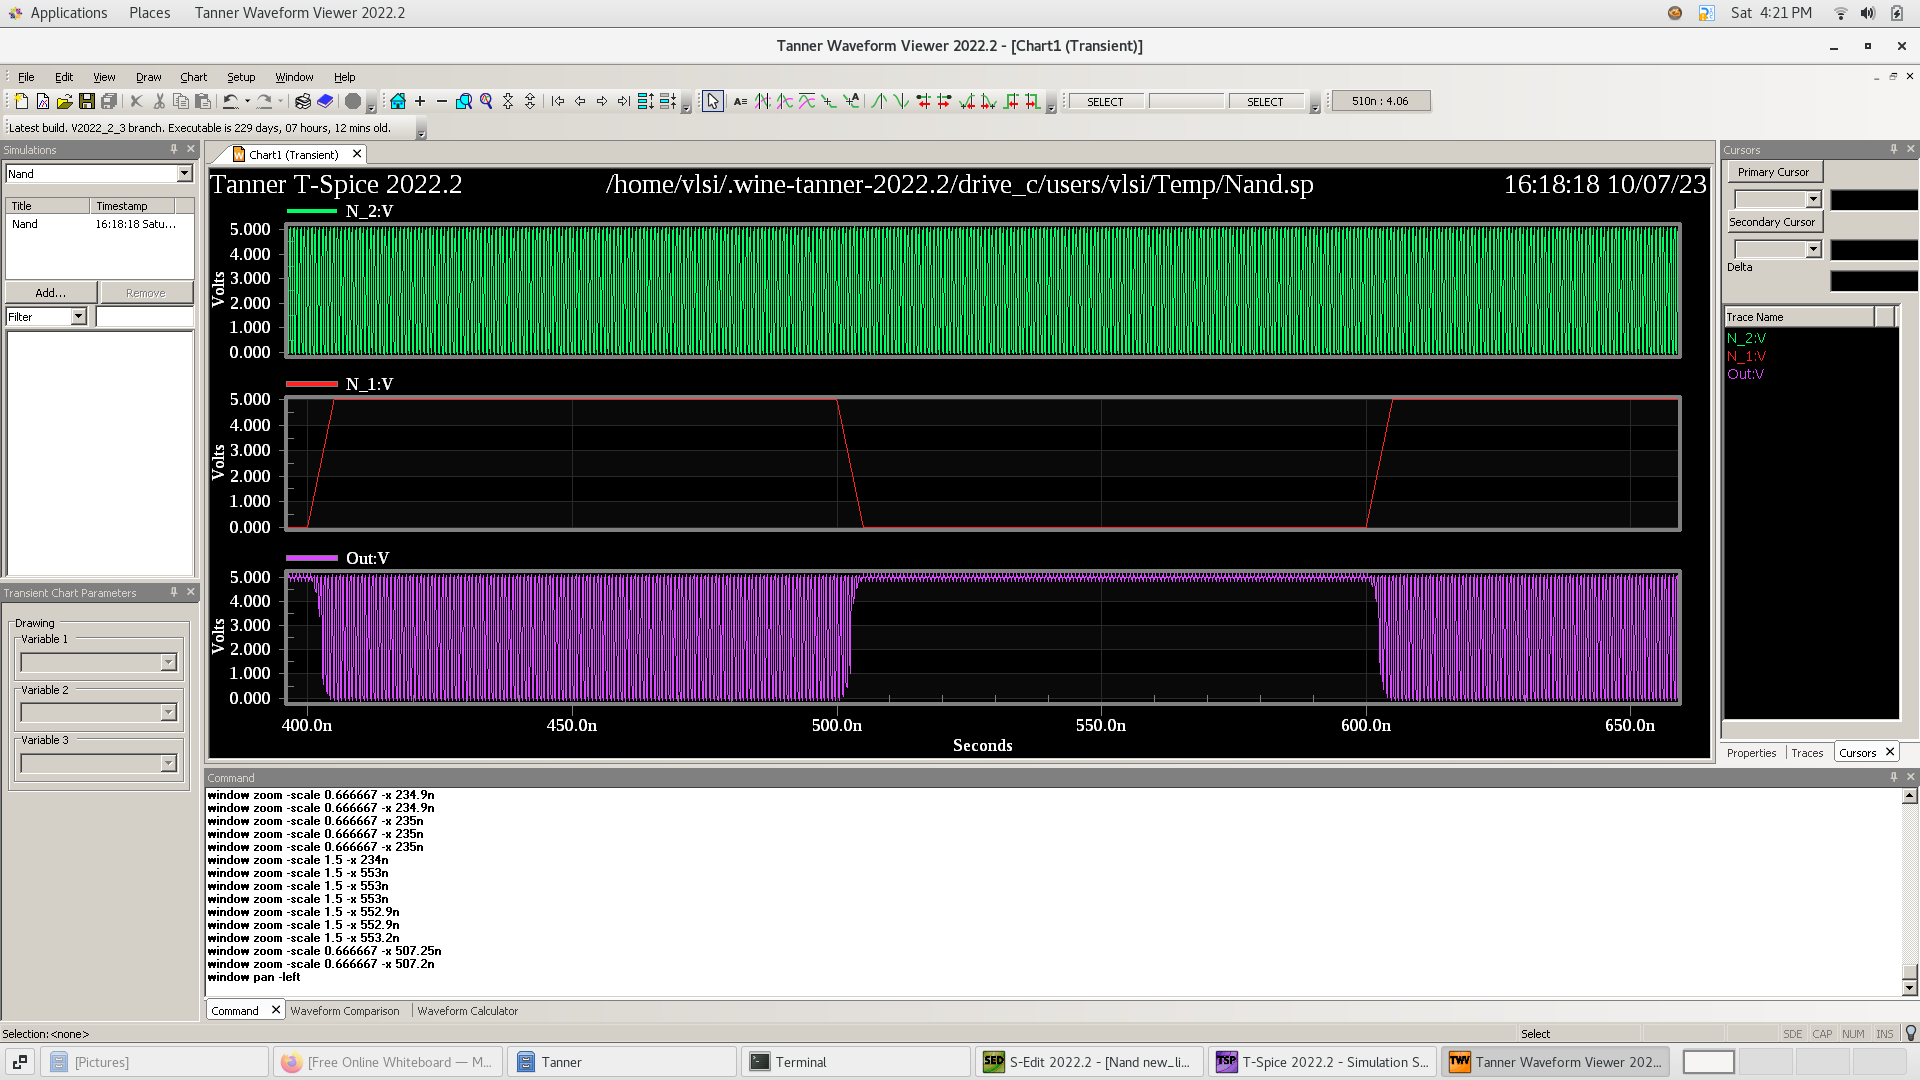 Applications Places Tanner Waveform Viewer 2022.2 Sat 4:21 PM
Tanner Waveform Viewer 2022.2 - [Chart1 (Transient)]
File Edit View Draw Chart Setup Window Help
SELECT SELECT 510n : 4.06
Latest build. V2022_2_3 branch. Executable is 229 days, 07 hours, 12 mins old.
Simulations
Nand
Title Timestamp
Nand 16:18:18 Satu...
Add... Remove
Filter
Transient Chart Parameters
Drawing
Variable 1
Variable 2
Variable 3
Chart1 (Transient)
Tanner T-Spice 2022.2 /home/vlsi/.wine-tanner-2022.2/drive_c/users/vlsi/Temp/Nand.sp 16:18:18 10/07/23
N_2:V
5.000
4.000
3.000
2.000
1.000
0.000
Volts
N_1:V
5.000
4.000
3.000
2.000
1.000
0.000
Volts
Out:V
5.000
4.000
3.000
2.000
1.000
0.000
Volts
400.0n 450.0n 500.0n 550.0n 600.0n 650.0n
Seconds
Cursors
Primary Cursor
Secondary Cursor
Delta
Trace Name
N_2:V
N_1:V
Out:V
Properties Traces Cursors
Command
window zoom -scale 0.666667 -x 234.9n
window zoom -scale 0.666667 -x 234.9n
window zoom -scale 0.666667 -x 235n
window zoom -scale 0.666667 -x 235n
window zoom -scale 0.666667 -x 235n
window zoom -scale 1.5 -x 234n
window zoom -scale 1.5 -x 553n
window zoom -scale 1.5 -x 553n
window zoom -scale 1.5 -x 553n
window zoom -scale 1.5 -x 552.9n
window zoom -scale 1.5 -x 552.9n
window zoom -scale 1.5 -x 553.2n
window zoom -scale 0.666667 -x 507.25n
window zoom -scale 0.666667 -x 507.2n
window pan -left
Command Waveform Comparison Waveform Calculator
Selection: <none> Select SDE CAP NUM INS
[Pictures] [Free Online Whiteboard — M... Tanner Terminal S-Edit 2022.2 - [Nand new_li... T-Spice 2022.2 - Simulation S... Tanner Waveform Viewer 202...